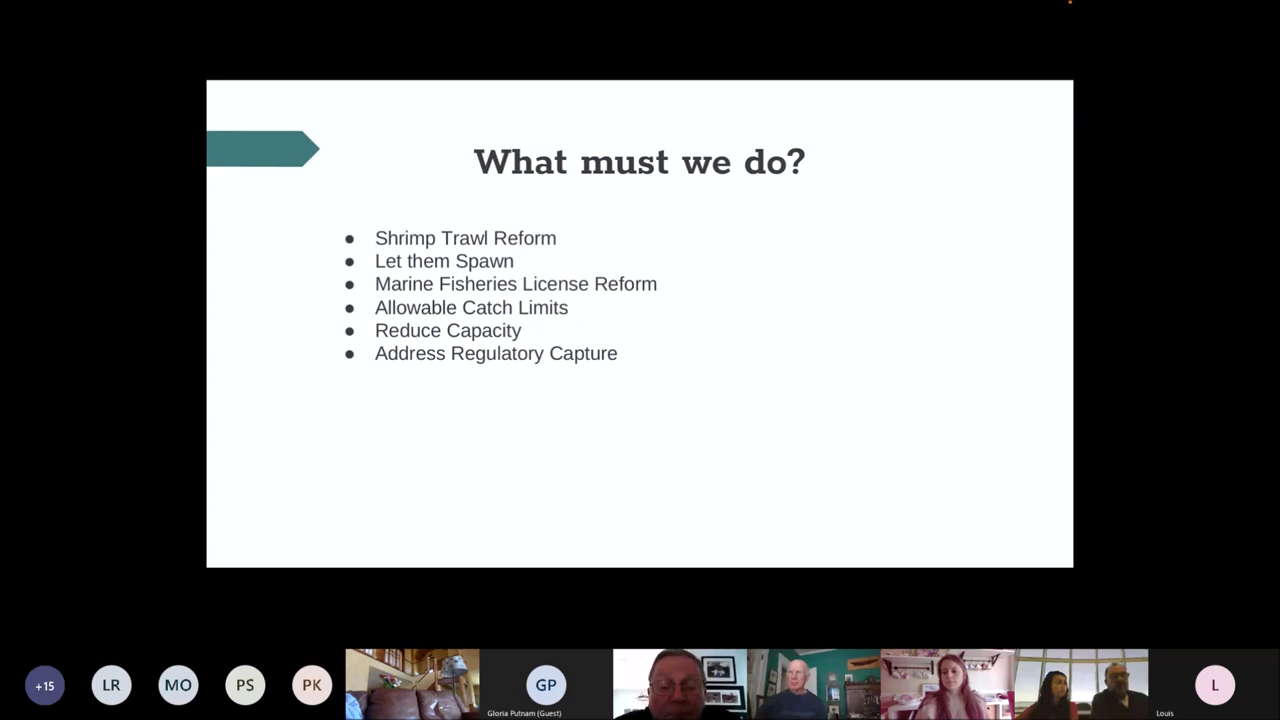 What must we do?
● Shrimp Trawl Reform
● Let them Spawn
● Marine Fisheries License Reform
● Allowable Catch Limits
● Reduce Capacity
● Address Regulatory Capture
+15
LR
MO
PS
PK
GP
Gloria Putnam (Guest)
L
Louis